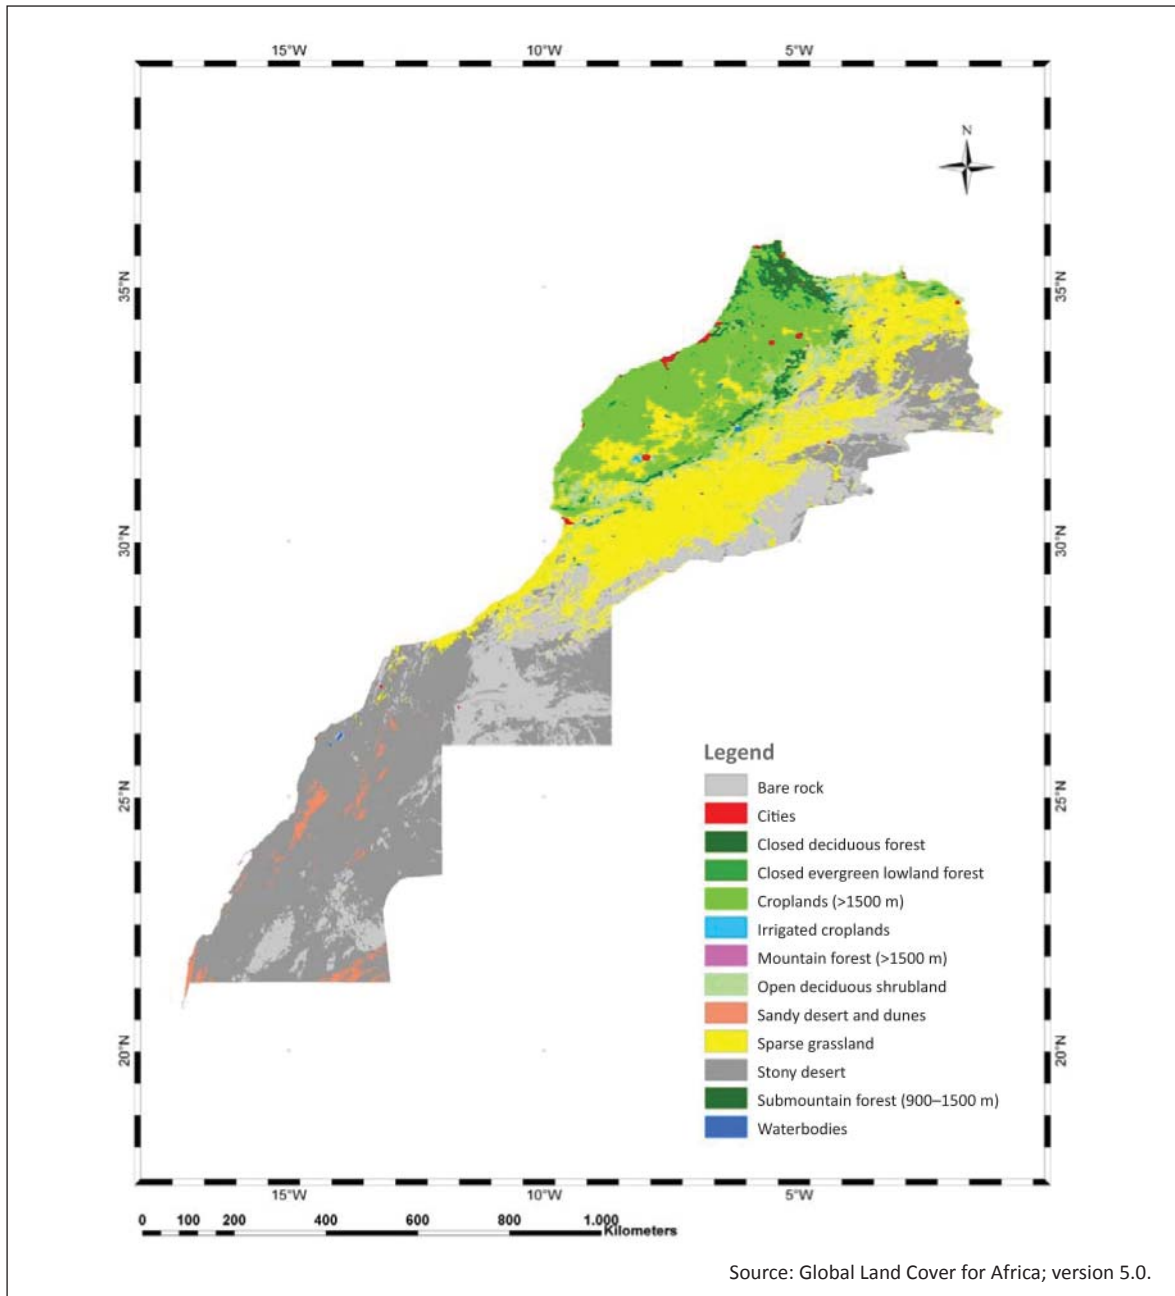 15°W 10°W 5°W
N
35°N 35°N
30°N 30°N
25°N 25°N
20°N 20°N
Legend
Bare rock
Cities
Closed deciduous forest
Closed evergreen lowland forest
Croplands (>1500 m)
Irrigated croplands
Mountain forest (>1500 m)
Open deciduous shrubland
Sandy desert and dunes
Sparse grassland
Stony desert
Submountain forest (900–1500 m)
Waterbodies
15°W 10°W 5°W
0 100 200 400 600 800 1.000
Kilometers
Source: Global Land Cover for Africa; version 5.0.